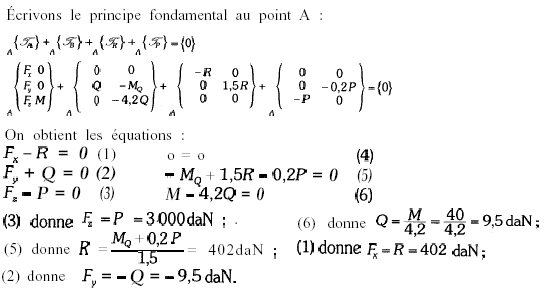 Écrivons le principe fondamental au point A :
A{𝒯A} + A{𝒯B} + A{𝒯R} + A{𝒯P} = {0}
A{Fx 0 + A( 0 0 + A( -R 0 + A( 0 0 ) = {0}
Fy 0 Q -MQ 0 1,5R 0 -0,2P
Fz M 0 -4,2Q 0 0 -P 0
On obtient les équations :
Fx - R = 0 (1) o = o (4)
Fy + Q = 0 (2) - MQ + 1,5R - 0,2P = 0 (5)
Fz - P = 0 (3) M - 4,2Q = 0 (6)
(3) donne Fz = P = 3 000 daN ; . (6) donne Q = M/4,2 = 40/4,2 = 9,5 daN ;
(5) donne R = MQ + 0,2 P/1,5 = 402 daN ; (1) donne Fx = R = 402 daN ;
(2) donne Fy = - Q = - 9,5 daN.